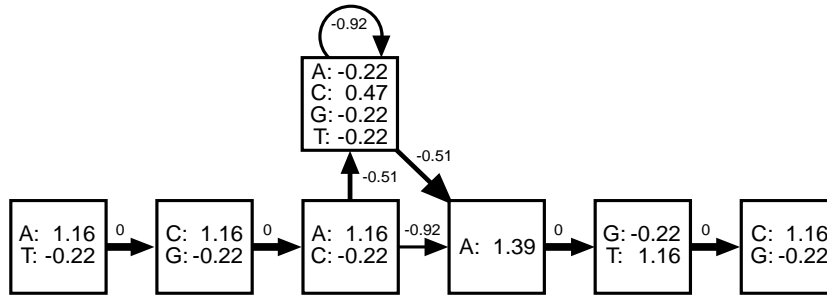 -0.92
A: -0.22
C: 0.47
G: -0.22
T: -0.22
-0.51
-0.51
A: 1.16
T: -0.22
0
C: 1.16
G: -0.22
0
A: 1.16
C: -0.22
-0.92
A: 1.39
0
G: -0.22
T: 1.16
0
C: 1.16
G: -0.22